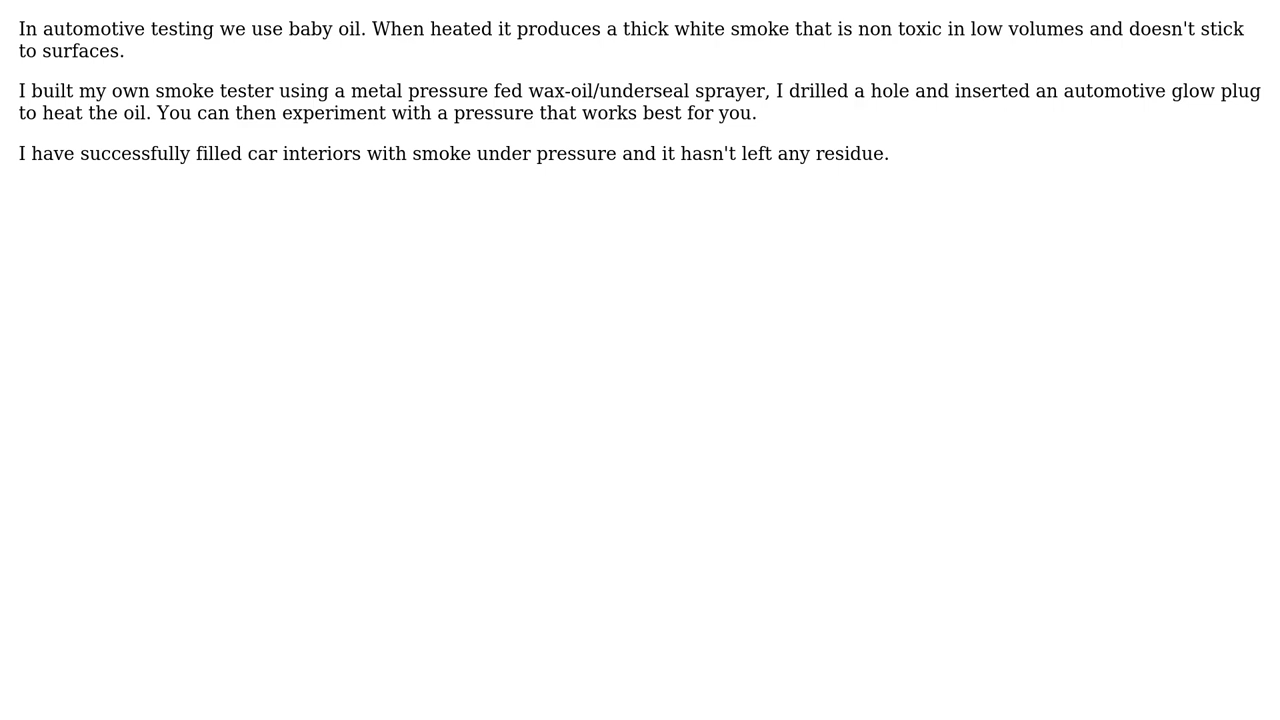 In automotive testing we use baby oil. When heated it produces a thick white smoke that is non toxic in low volumes and doesn't stick
to surfaces.
I built my own smoke tester using a metal pressure fed wax-oil/underseal sprayer, I drilled a hole and inserted an automotive glow plug
to heat the oil. You can then experiment with a pressure that works best for you.
I have successfully filled car interiors with smoke under pressure and it hasn't left any residue.